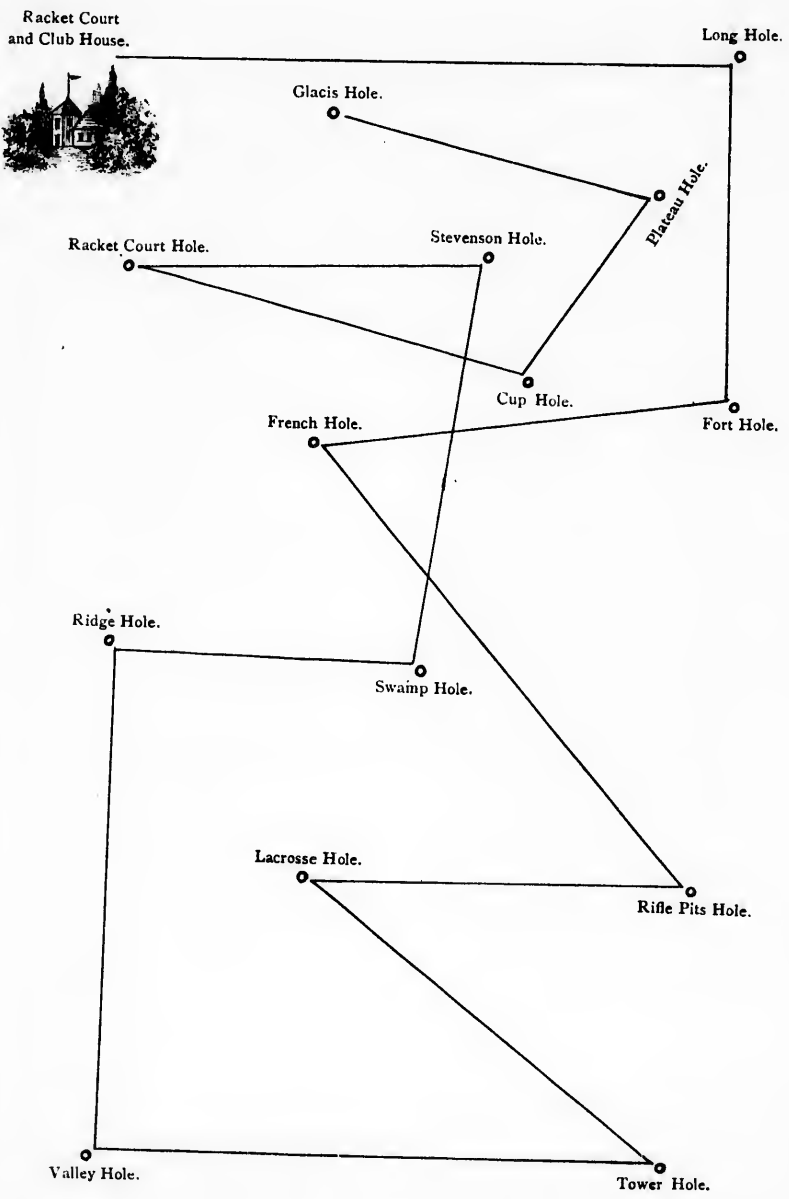 Racket Court
and Club House.
Long Hole.
Glacis Hole.
Plateau Hole.
Racket Court Hole.
Stevenson Hole.
Cup Hole.
French Hole.
Fort Hole.
Ridge Hole.
Swamp Hole.
Lacrosse Hole.
Rifle Pits Hole.
Valley Hole.
Tower Hole.